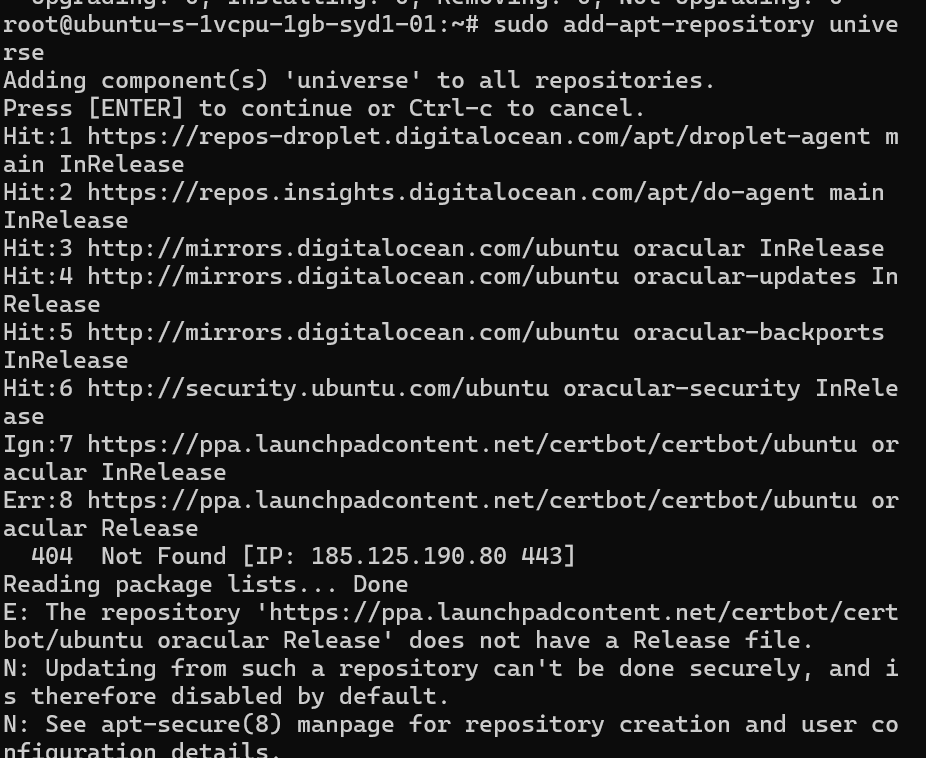 Upgrading: 0, Installing: 0, Removing: 0, Not Upgrading: 0
root@ubuntu-s-1vcpu-1gb-syd1-01:~# sudo add-apt-repository unive
rse
Adding component(s) 'universe' to all repositories.
Press [ENTER] to continue or Ctrl-c to cancel.
Hit:1 https://repos-droplet.digitalocean.com/apt/droplet-agent m
ain InRelease
Hit:2 https://repos.insights.digitalocean.com/apt/do-agent main
InRelease
Hit:3 http://mirrors.digitalocean.com/ubuntu oracular InRelease
Hit:4 http://mirrors.digitalocean.com/ubuntu oracular-updates In
Release
Hit:5 http://mirrors.digitalocean.com/ubuntu oracular-backports
InRelease
Hit:6 http://security.ubuntu.com/ubuntu oracular-security InRele
ase
Ign:7 https://ppa.launchpadcontent.net/certbot/certbot/ubuntu or
acular InRelease
Err:8 https://ppa.launchpadcontent.net/certbot/certbot/ubuntu or
acular Release
  404  Not Found [IP: 185.125.190.80 443]
Reading package lists... Done
E: The repository 'https://ppa.launchpadcontent.net/certbot/cert
bot/ubuntu oracular Release' does not have a Release file.
N: Updating from such a repository can't be done securely, and i
s therefore disabled by default.
N: See apt-secure(8) manpage for repository creation and user co
nfiguration details.